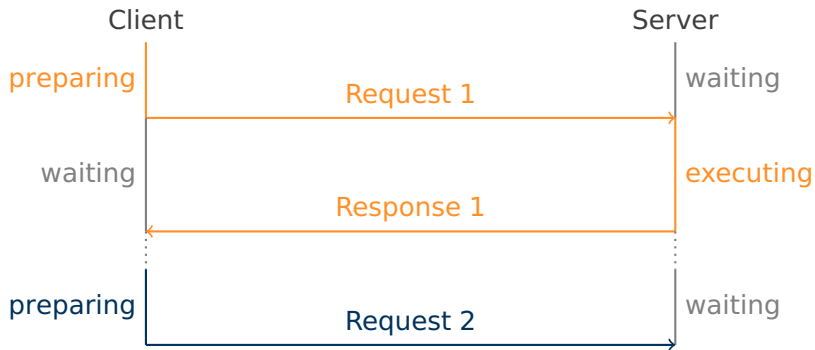 Client
Server
preparing
Request 1
waiting
waiting
executing
Response 1
preparing
Request 2
waiting